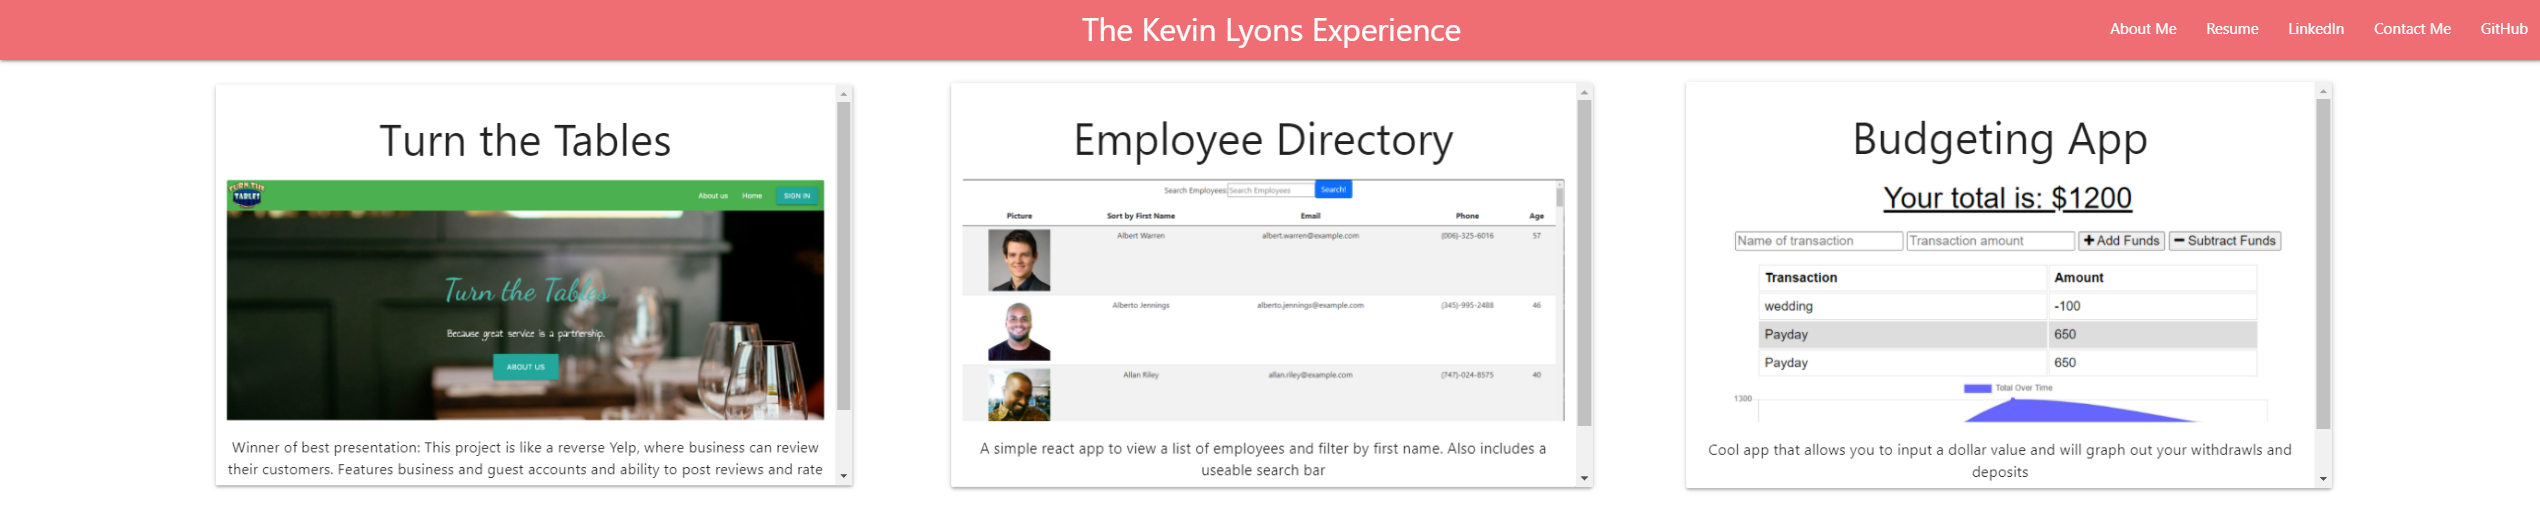 The Kevin Lyons Experience
About Me
Resume
LinkedIn
Contact Me
GitHub
Turn the Tables
TURN THE
TABLES
About us
Home
SIGN IN
Turn the Tables
Because great service is a partnership.
ABOUT US
Winner of best presentation: This project is like a reverse Yelp, where business can review
their customers. Features business and guest accounts and ability to post reviews and rate
Employee Directory
Search Employees: Search Employees Search!
Picture Sort by First Name Email Phone Age
Albert Warren albert.warren@example.com (006)-325-6016 57
Alberto Jennings alberto.jennings@example.com (345)-995-2488 46
Allan Riley allan.riley@example.com (747)-024-8575 40
A simple react app to view a list of employees and filter by first name. Also includes a
useable search bar
Budgeting App
Your total is: $1200
Name of transaction Transaction amount + Add Funds − Subtract Funds
Transaction Amount
wedding -100
Payday 650
Payday 650
Total Over Time
1300
Cool app that allows you to input a dollar value and will graph out your withdrawls and
deposits